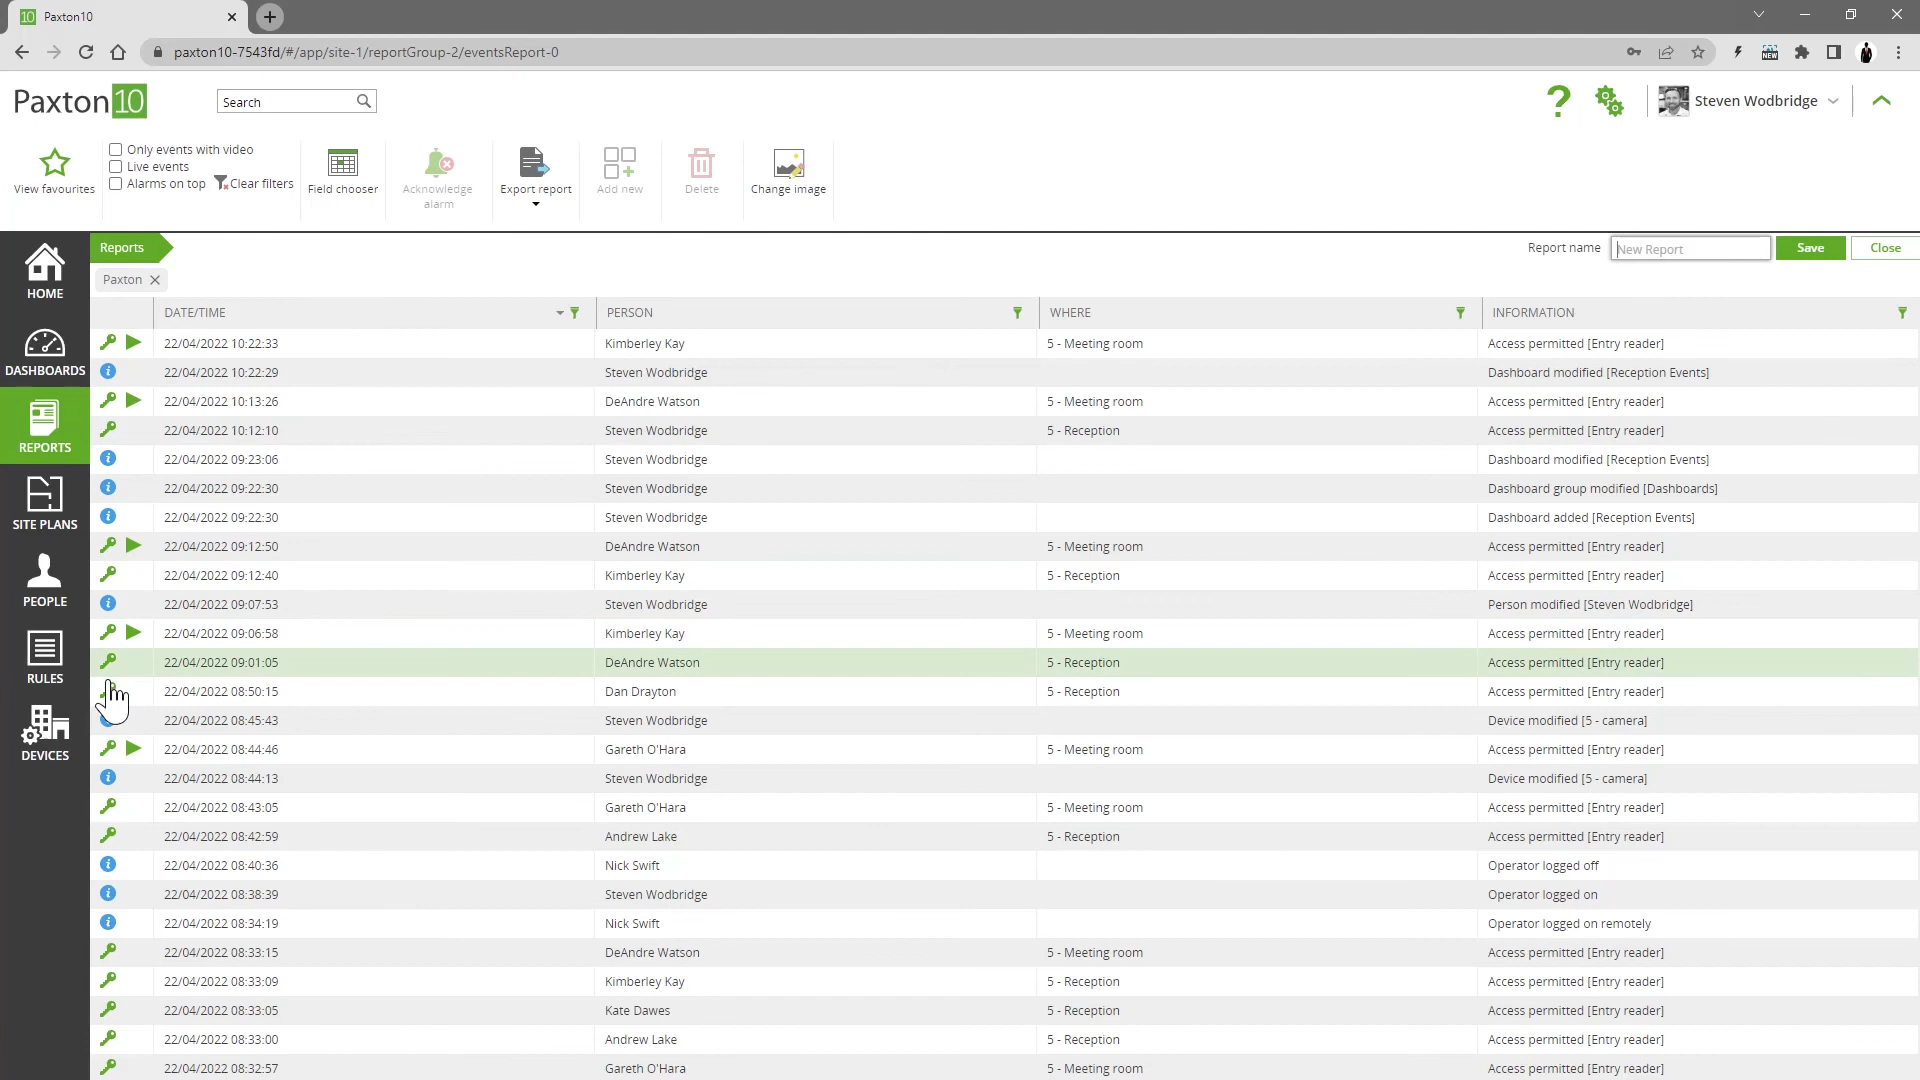 10 Paxton10
paxton10-7543fd/#/app/site-1/reportGroup-2/eventsReport-0
NEW
Paxton10
Search
? Steven Wodbridge
View favourites
Only events with video
Live events
Alarms on top
Clear filters
Field chooser
Acknowledge alarm
Export report
Add new
Delete
Change image
HOME
DASHBOARDS
REPORTS
SITE PLANS
PEOPLE
RULES
DEVICES
Reports
Report name New Report Save Close
Paxton
DATE/TIME PERSON WHERE INFORMATION
22/04/2022 10:22:33 Kimberley Kay 5 - Meeting room Access permitted [Entry reader]
22/04/2022 10:22:29 Steven Wodbridge Dashboard modified [Reception Events]
22/04/2022 10:13:26 DeAndre Watson 5 - Meeting room Access permitted [Entry reader]
22/04/2022 10:12:10 Steven Wodbridge 5 - Reception Access permitted [Entry reader]
22/04/2022 09:23:06 Steven Wodbridge Dashboard modified [Reception Events]
22/04/2022 09:22:30 Steven Wodbridge Dashboard group modified [Dashboards]
22/04/2022 09:22:30 Steven Wodbridge Dashboard added [Reception Events]
22/04/2022 09:12:50 DeAndre Watson 5 - Meeting room Access permitted [Entry reader]
22/04/2022 09:12:40 Kimberley Kay 5 - Reception Access permitted [Entry reader]
22/04/2022 09:07:53 Steven Wodbridge Person modified [Steven Wodbridge]
22/04/2022 09:06:58 Kimberley Kay 5 - Meeting room Access permitted [Entry reader]
22/04/2022 09:01:05 DeAndre Watson 5 - Reception Access permitted [Entry reader]
22/04/2022 08:50:15 Dan Drayton 5 - Reception Access permitted [Entry reader]
22/04/2022 08:45:43 Steven Wodbridge Device modified [5 - camera]
22/04/2022 08:44:46 Gareth O'Hara 5 - Meeting room Access permitted [Entry reader]
22/04/2022 08:44:13 Steven Wodbridge Device modified [5 - camera]
22/04/2022 08:43:05 Gareth O'Hara 5 - Meeting room Access permitted [Entry reader]
22/04/2022 08:42:59 Andrew Lake 5 - Reception Access permitted [Entry reader]
22/04/2022 08:40:36 Nick Swift Operator logged off
22/04/2022 08:38:39 Steven Wodbridge Operator logged on
22/04/2022 08:34:19 Nick Swift Operator logged on remotely
22/04/2022 08:33:15 DeAndre Watson 5 - Meeting room Access permitted [Entry reader]
22/04/2022 08:33:09 Kimberley Kay 5 - Reception Access permitted [Entry reader]
22/04/2022 08:33:05 Kate Dawes 5 - Reception Access permitted [Entry reader]
22/04/2022 08:33:00 Andrew Lake 5 - Reception Access permitted [Entry reader]
22/04/2022 08:32:57 Gareth O'Hara 5 - Meeting room Access permitted [Entry reader]